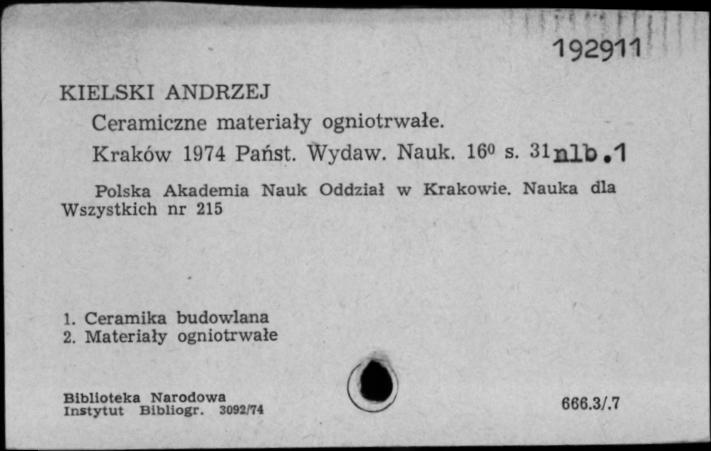 192911
KIELSKI ANDRZEJ
Ceramiczne materiały ogniotrwałe.
Kraków 1974 Państ. Wydaw. Nauk. 16⁰ s. 31 nlb.1
Polska Akademia Nauk Oddział w Krakowie. Nauka dla
Wszystkich nr 215
1. Ceramika budowlana
2. Materiały ogniotrwałe
Biblioteka Narodowa
Instytut Bibliogr. 3092/74
666.3/.7